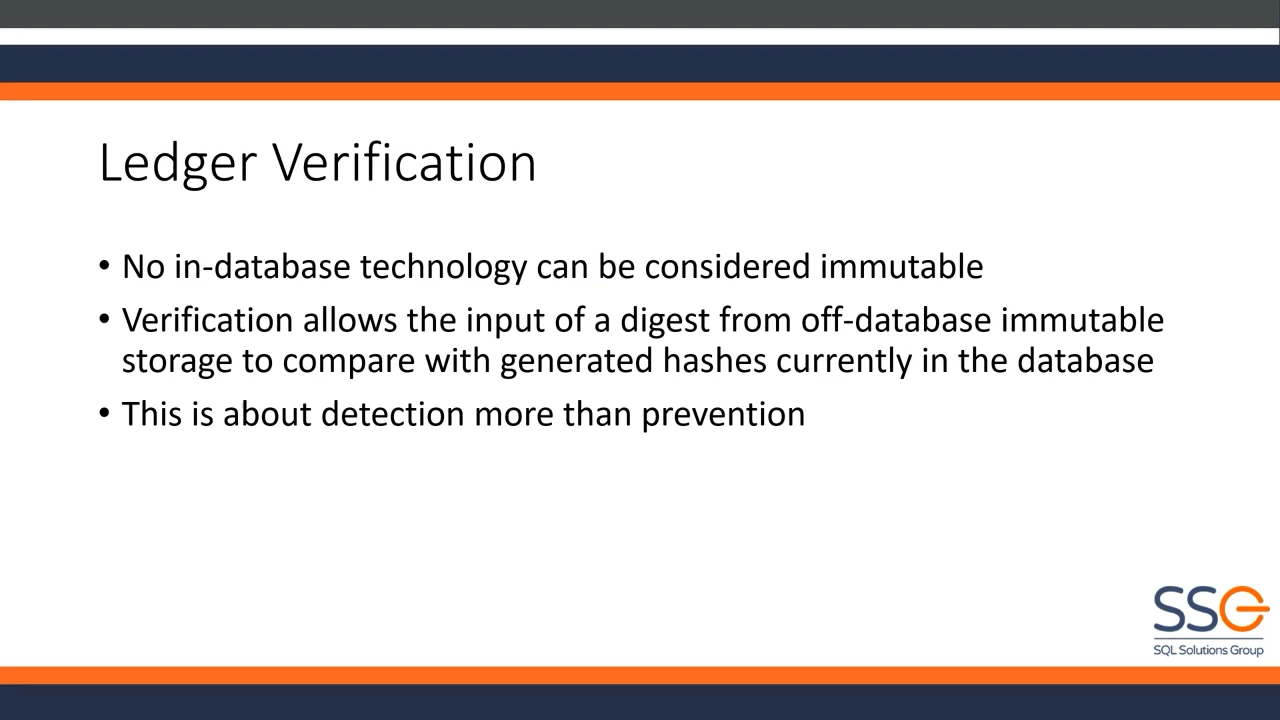 Ledger Verification
• No in-database technology can be considered immutable
• Verification allows the input of a digest from off-database immutable
storage to compare with generated hashes currently in the database
• This is about detection more than prevention
SSG
SQL Solutions Group